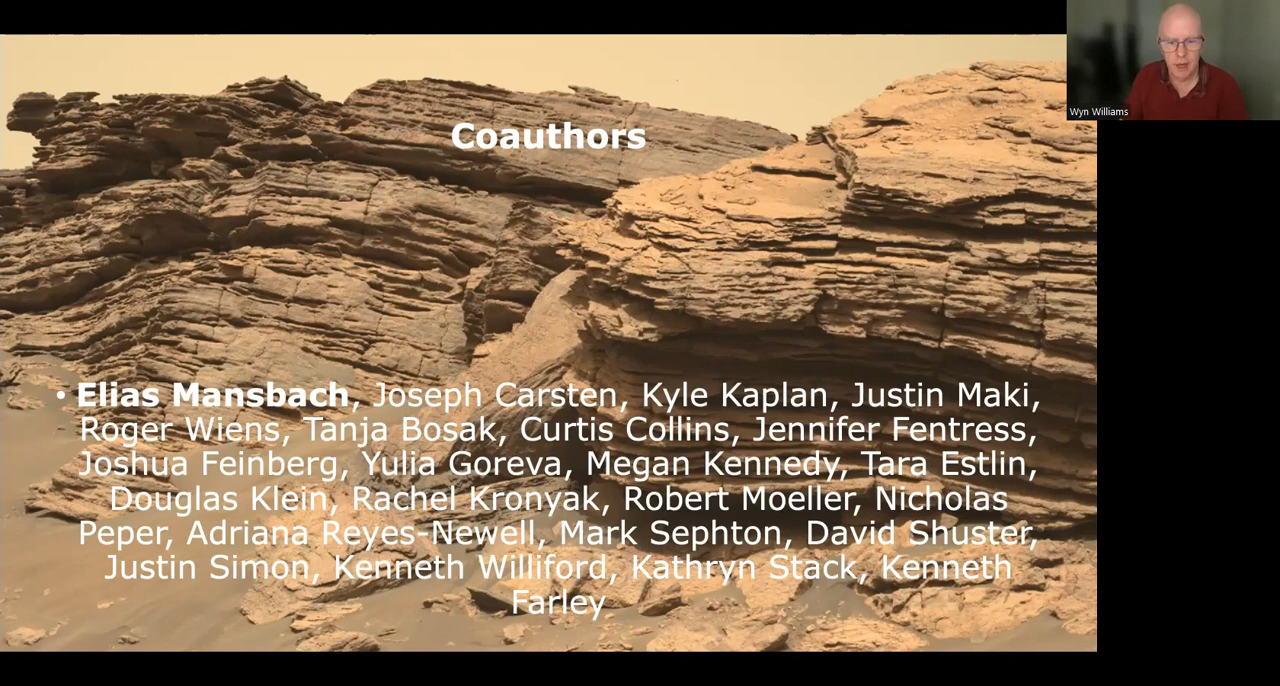 Coauthors
• Elias Mansbach, Joseph Carsten, Kyle Kaplan, Justin Maki,
Roger Wiens, Tanja Bosak, Curtis Collins, Jennifer Fentress,
Joshua Feinberg, Yulia Goreva, Megan Kennedy, Tara Estlin,
Douglas Klein, Rachel Kronyak, Robert Moeller, Nicholas
Peper, Adriana Reyes-Newell, Mark Sephton, David Shuster,
Justin Simon, Kenneth Williford, Kathryn Stack, Kenneth
Farley
Wyn Williams